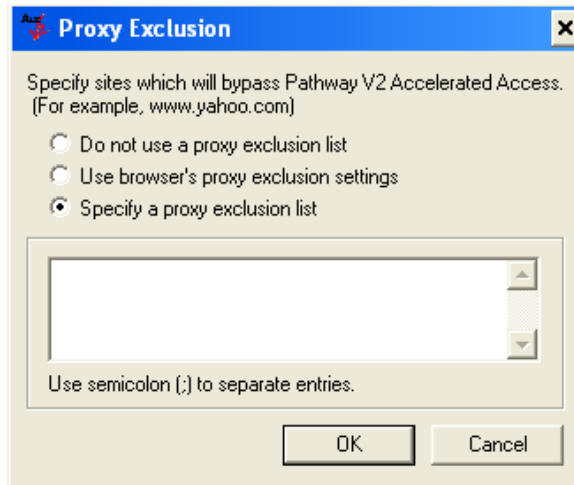 Proxy Exclusion
Specify sites which will bypass Pathway V2 Accelerated Access.
(For example, www.yahoo.com)
Do not use a proxy exclusion list
Use browser's proxy exclusion settings
Specify a proxy exclusion list
Use semicolon (;) to separate entries.
OK
Cancel